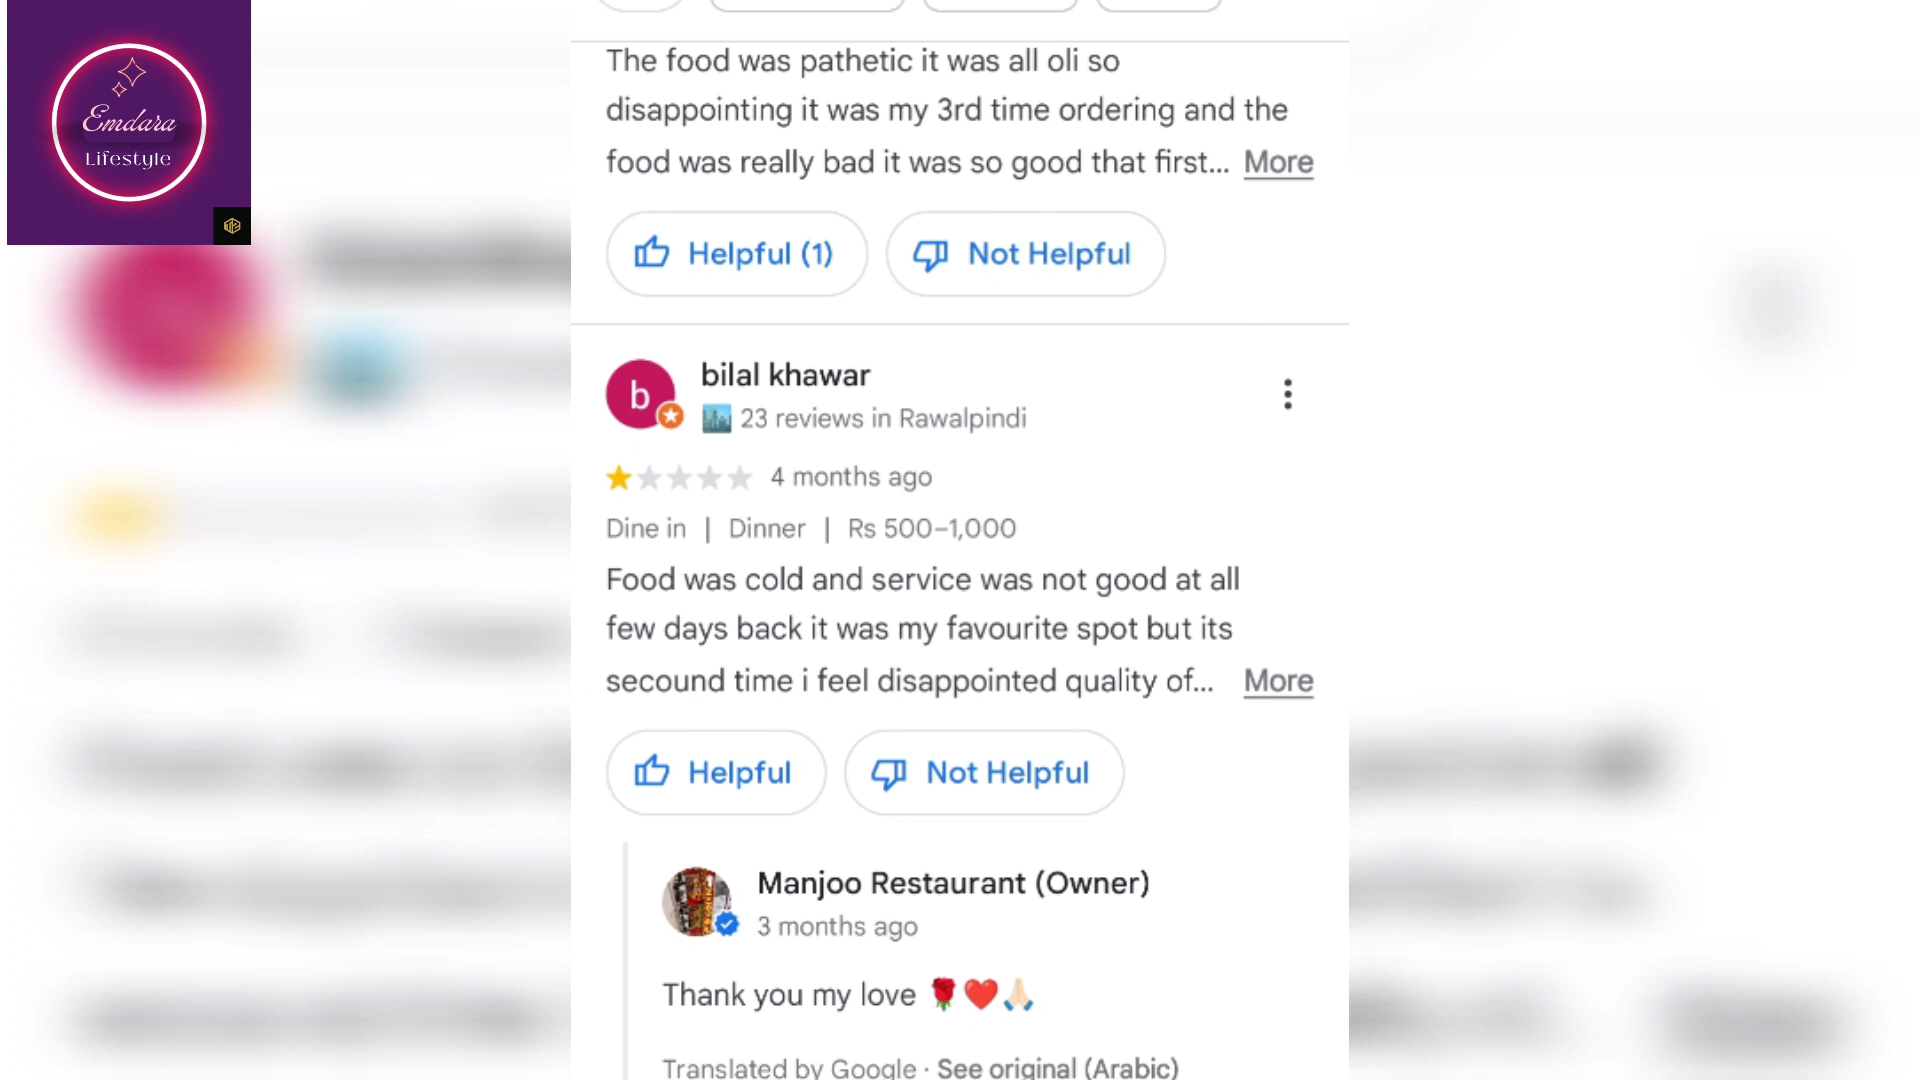 Emdara
Lifestyle
The food was pathetic it was all oli so
disappointing it was my 3rd time ordering and the
food was really bad it was so good that first... More
Helpful (1) Not Helpful
b
bilal khawar
23 reviews in Rawalpindi
4 months ago
Dine in | Dinner | Rs 500–1,000
Food was cold and service was not good at all
few days back it was my favourite spot but its
secound time i feel disappointed quality of... More
Helpful Not Helpful
Manjoo Restaurant (Owner)
3 months ago
Thank you my love 🌹❤️🙏🏻
Translated by Google · See original (Arabic)